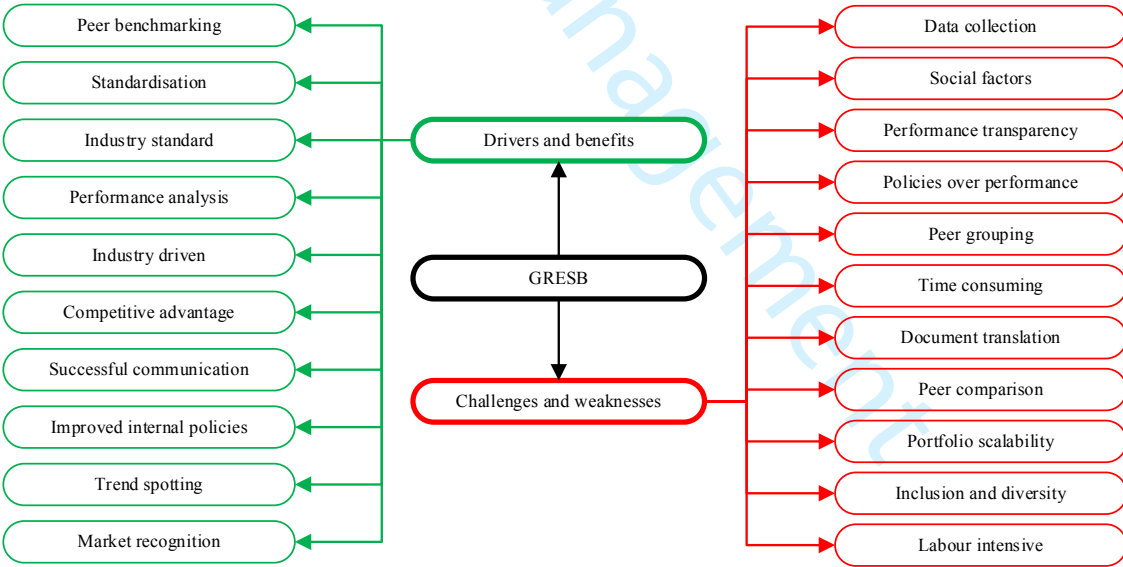 Peer benchmarking
Standardisation
Industry standard
Performance analysis
Industry driven
Competitive advantage
Successful communication
Improved internal policies
Trend spotting
Market recognition
Drivers and benefits
GRESB
Challenges and weaknesses
Data collection
Social factors
Performance transparency
Policies over performance
Peer grouping
Time consuming
Document translation
Peer comparison
Portfolio scalability
Inclusion and diversity
Labour intensive